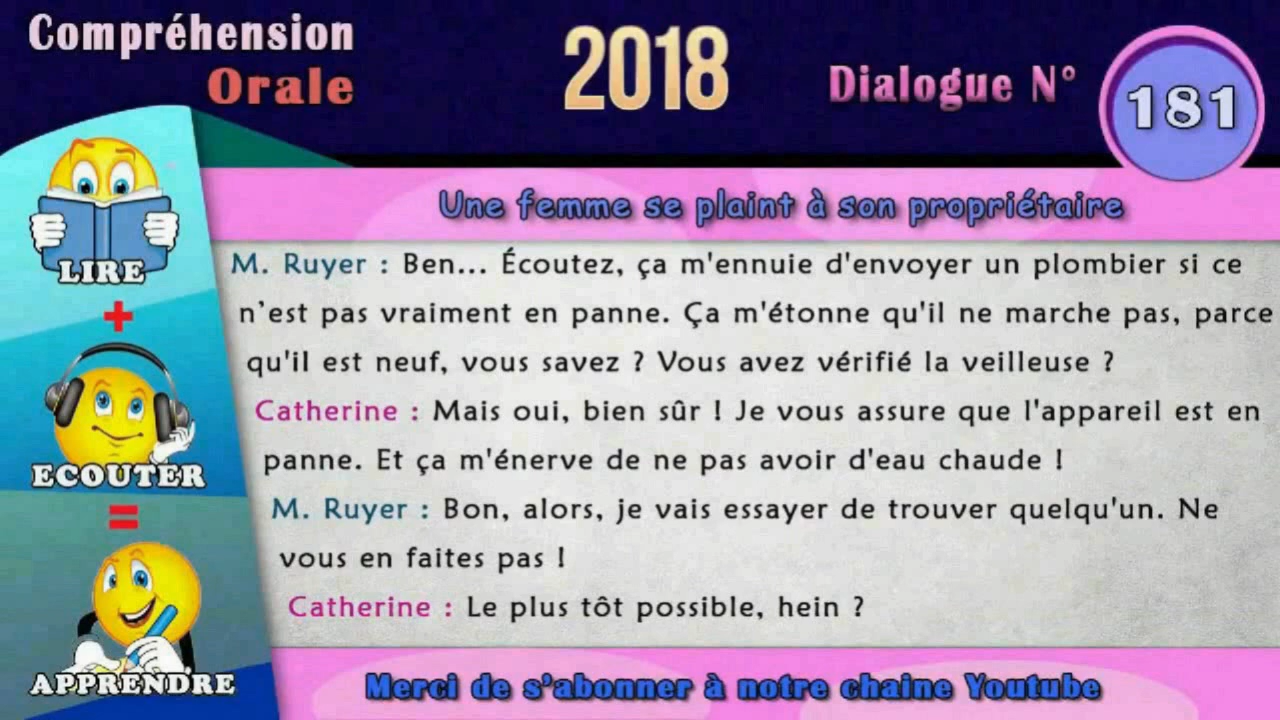 Compréhension
Orale
2018
Dialogue N°
181
Une femme se plaint à son propriétaire
M. Ruyer : Ben... Écoutez, ça m'ennuie d'envoyer un plombier si ce
n’est pas vraiment en panne. Ça m'étonne qu'il ne marche pas, parce
qu'il est neuf, vous savez ? Vous avez vérifié la veilleuse ?
Catherine : Mais oui, bien sûr ! Je vous assure que l'appareil est en
panne. Et ça m'énerve de ne pas avoir d'eau chaude !
M. Ruyer : Bon, alors, je vais essayer de trouver quelqu'un. Ne
vous en faites pas !
Catherine : Le plus tôt possible, hein ?
LIRE
+
ECOUTER
=
APPRENDRE
Merci de s’abonner à notre chaine Youtube